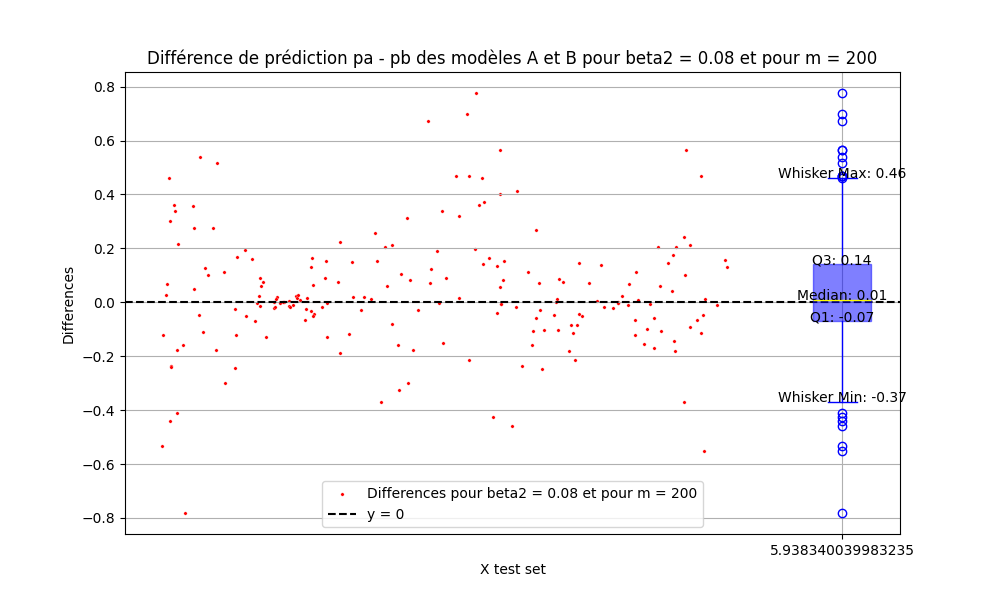 Différence de prédiction pa - pb des modèles A et B pour beta2 = 0.08 et pour m = 200
Differences
0.8
0.6
0.4
0.2
0.0
−0.2
−0.4
−0.6
−0.8
Whisker Max: 0.46
Q3: 0.14
Median: 0.01
Q1: -0.07
Whisker Min: -0.37
Differences pour beta2 = 0.08 et pour m = 200
y = 0
5.938340039983235
X test set